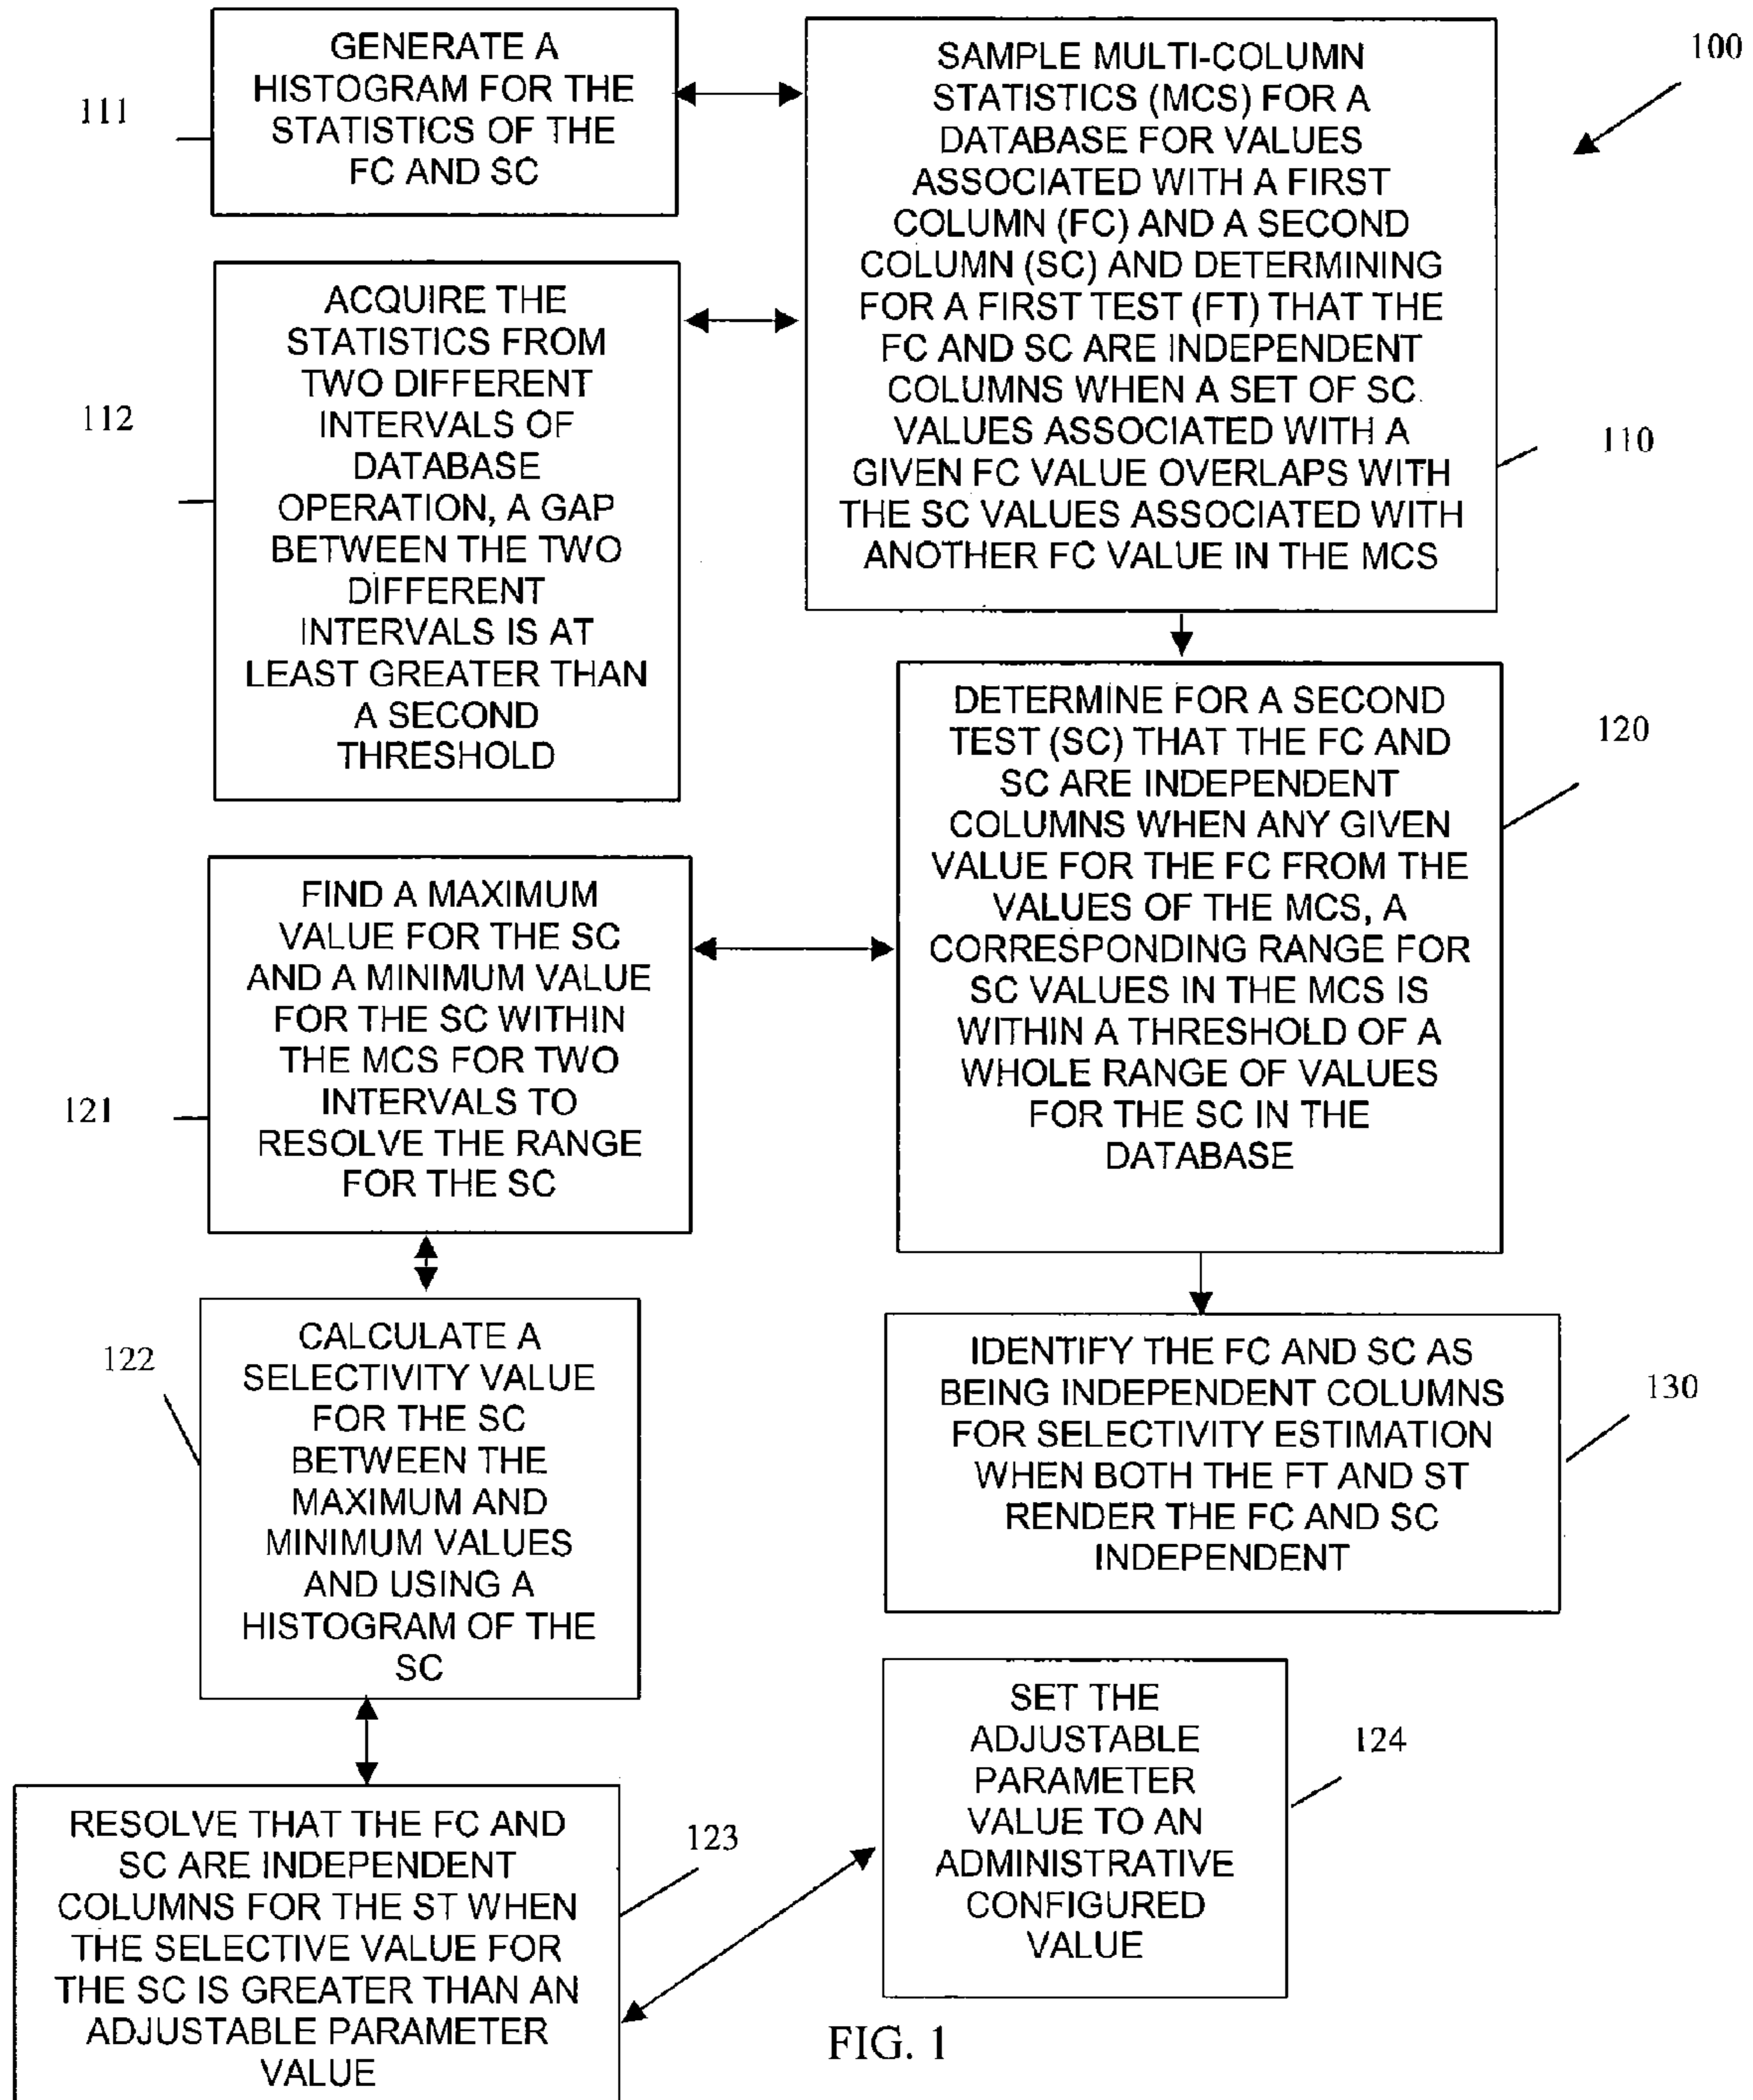 100
GENERATE A
HISTOGRAM FOR THE
STATISTICS OF THE
FC AND SC
111
SAMPLE MULTI-COLUMN
STATISTICS (MCS) FOR A
DATABASE FOR VALUES
ASSOCIATED WITH A FIRST
COLUMN (FC) AND A SECOND
COLUMN (SC) AND DETERMINING
FOR A FIRST TEST (FT) THAT THE
FC AND SC ARE INDEPENDENT
COLUMNS WHEN A SET OF SC
VALUES ASSOCIATED WITH A
GIVEN FC VALUE OVERLAPS WITH
THE SC VALUES ASSOCIATED WITH
ANOTHER FC VALUE IN THE MCS
110
ACQUIRE THE
STATISTICS FROM
TWO DIFFERENT
INTERVALS OF
DATABASE
OPERATION, A GAP
BETWEEN THE TWO
DIFFERENT
INTERVALS IS AT
LEAST GREATER THAN
A SECOND
THRESHOLD
112
DETERMINE FOR A SECOND
TEST (SC) THAT THE FC AND
SC ARE INDEPENDENT
COLUMNS WHEN ANY GIVEN
VALUE FOR THE FC FROM THE
VALUES OF THE MCS, A
CORRESPONDING RANGE FOR
SC VALUES IN THE MCS IS
WITHIN A THRESHOLD OF A
WHOLE RANGE OF VALUES
FOR THE SC IN THE
DATABASE
120
FIND A MAXIMUM
VALUE FOR THE SC
AND A MINIMUM VALUE
FOR THE SC WITHIN
THE MCS FOR TWO
INTERVALS TO
RESOLVE THE RANGE
FOR THE SC
121
CALCULATE A
SELECTIVITY VALUE
FOR THE SC
BETWEEN THE
MAXIMUM AND
MINIMUM VALUES
AND USING A
HISTOGRAM OF THE
SC
122
IDENTIFY THE FC AND SC AS
BEING INDEPENDENT COLUMNS
FOR SELECTIVITY ESTIMATION
WHEN BOTH THE FT AND ST
RENDER THE FC AND SC
INDEPENDENT
130
RESOLVE THAT THE FC AND
SC ARE INDEPENDENT
COLUMNS FOR THE ST WHEN
THE SELECTIVE VALUE FOR
THE SC IS GREATER THAN AN
ADJUSTABLE PARAMETER
VALUE
123
SET THE
ADJUSTABLE
PARAMETER
VALUE TO AN
ADMINISTRATIVE
CONFIGURED
VALUE
124
FIG. 1